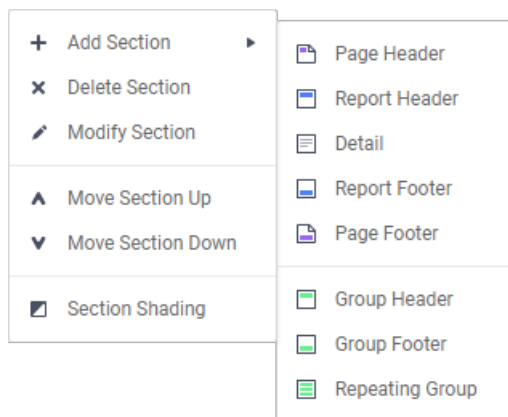 Add Section
Delete Section
Modify Section
Move Section Up
Move Section Down
Section Shading
Page Header
Report Header
Detail
Report Footer
Page Footer
Group Header
Group Footer
Repeating Group